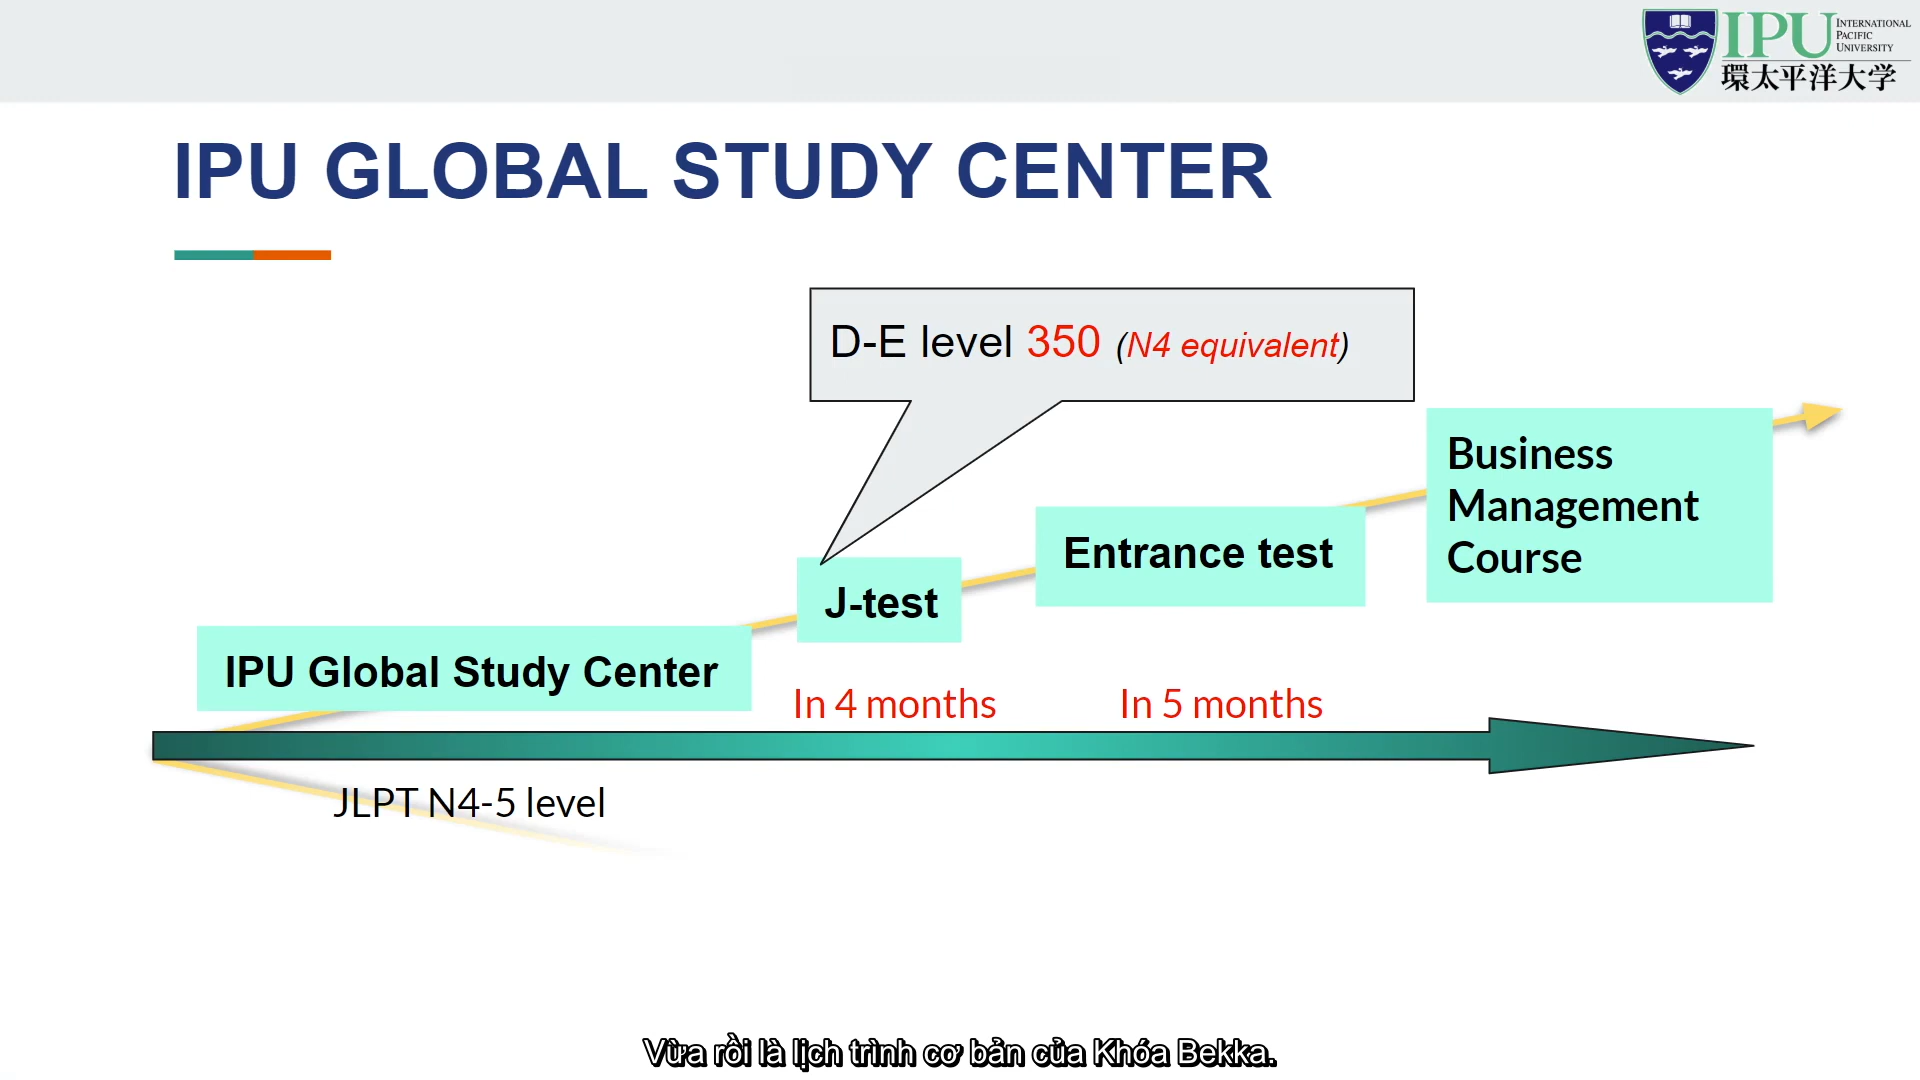 IPU
INTERNATIONAL
PACIFIC
UNIVERSITY
環太平洋大学
IPU GLOBAL STUDY CENTER
D-E level 350 (N4 equivalent)
Business
Management
Course
Entrance test
J-test
IPU Global Study Center
In 4 months
In 5 months
JLPT N4-5 level
Vừa rồi là lịch trình cơ bản của Khóa Bekka.